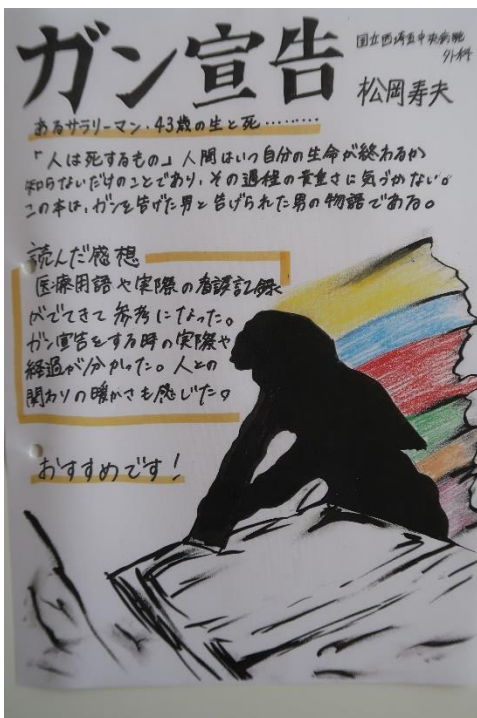 ガン宣告
国立西埼玉中央病院
外科
松岡寿夫
あるサラリーマン・43歳の生と死………
「人は死するもの」人間はいつ自分の生命が終わるか
知らないだけのことであり、その過程の貴重さに気づかない。
この本は、ガンを告げた男と告げられた男の物語である。
読んだ感想
医療用語や実際の看護記録
がでてきて参考になった。
ガン宣告をする時の実際や
経過が分かった。人との
関わりの暖かさも感じた。
おすすめです！